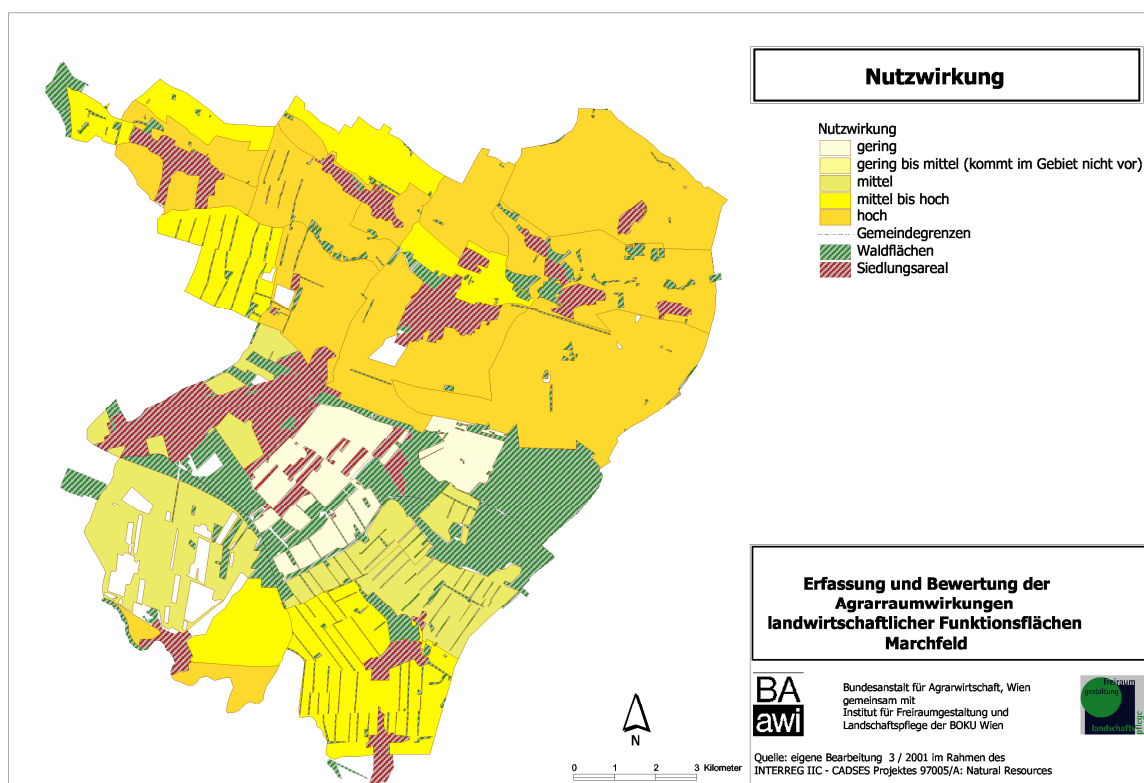 Nutzwirkung
Nutzwirkung
gering
gering bis mittel (kommt im Gebiet nicht vor)
mittel
mittel bis hoch
hoch
Gemeindegrenzen
Waldflächen
Siedlungsareal
Erfassung und Bewertung der
Agrarraumwirkungen
landwirtschaftlicher Funktionsflächen
Marchfeld
BA
awi
Bundesanstalt für Agrarwirtschaft, Wien
gemeinsam mit
Institut für Freiraumgestaltung und
Landschaftspflege der BOKU Wien
freiraum
gestaltung
landschafts
pflege
Quelle: eigene Bearbeitung 3 / 2001 im Rahmen des
INTERREG IIC - CADSES Projektes 97005/A: Natural Resources
N
0 1 2 3 Kilometer